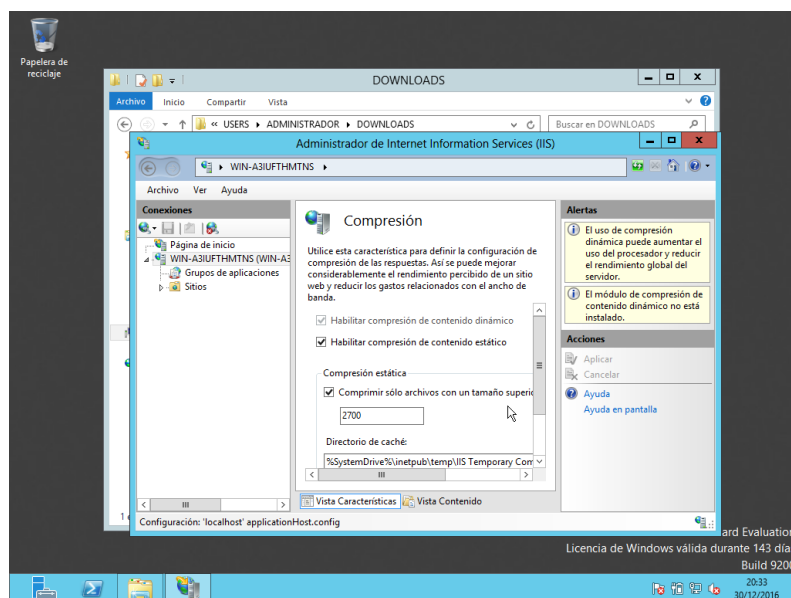 Papelera de
reciclaje
DOWNLOADS
Archivo Inicio Compartir Vista
« USERS ▸ ADMINISTRADOR ▸ DOWNLOADS
Buscar en DOWNLOADS
Administrador de Internet Information Services (IIS)
WIN-A3IUFTHMTNS
Archivo Ver Ayuda
Conexiones
Página de inicio
WIN-A3IUFTHMTNS (WIN-A3
Grupos de aplicaciones
Sitios
Compresión
Utilice esta característica para definir la configuración de
compresión de las respuestas. Así se puede mejorar
considerablemente el rendimiento percibido de un sitio
web y reducir los gastos relacionados con el ancho de
banda.
Habilitar compresión de contenido dinámico
Habilitar compresión de contenido estático
Compresión estática
Comprimir sólo archivos con un tamaño superio
2700
Directorio de caché:
%SystemDrive%\inetpub\temp\IIS Temporary Com
Vista Características Vista Contenido
Alertas
El uso de compresión
dinámica puede aumentar el
uso del procesador y reducir
el rendimiento global del
servidor.
El módulo de compresión de
contenido dinámico no está
instalado.
Acciones
Aplicar
Cancelar
Ayuda
Ayuda en pantalla
Configuración: 'localhost' applicationHost.config
ard Evaluation
Licencia de Windows válida durante 143 día
Build 9200
20:33
30/12/2016